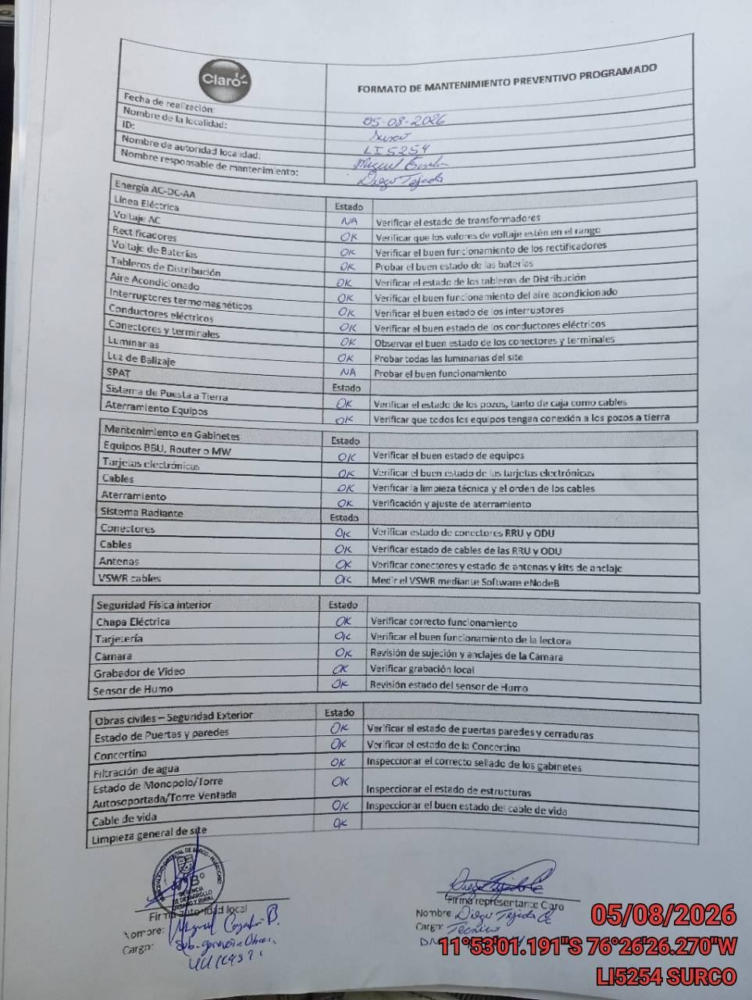 Claro
FORMATO DE MANTENIMIENTO PREVENTIVO PROGRAMADO
Fecha de realización: 05-08-2026
Nombre de la localidad: Surco
ID: LI5254
Nombre de autoridad localidad: Miguel
Nombre responsable de mantenimiento: Diego Tejeda
Energía AC-DC-AA Estado
Línea Eléctrica NA Verificar el estado de transformadores
Voltaje AC OK Verificar que los valores de voltaje estén en el rango
Rectificadores OK Verificar el buen funcionamiento de los rectificadores
Voltaje de Baterías OK Probar el buen estado de las baterías
Tableros de Distribución OK Verificar el estado de los tableros de Distribución
Aire Acondicionado OK Verificar el buen funcionamiento del aire acondicionado
Interruptores termomagnéticos OK Verificar el buen estado de los interruptores
Conductores eléctricos OK Verificar el buen estado de los conductores eléctricos
Conectores y terminales OK Observar el buen estado de los conectores y terminales
Luminarias OK Probar todas las luminarias del site
Luz de Balizaje NA Probar el buen funcionamiento
SPAT Estado
Sistema de Puesta a Tierra OK Verificar el estado de los pozos, tanto de caja como cables
Aterramiento Equipos OK Verificar que todos los equipos tengan conexión a los pozos a tierra
Mantenimiento en Gabinetes Estado
Equipos BBU, Router o MW OK Verificar el buen estado de equipos
Tarjetas electrónicas OK Verificar el buen estado de las tarjetas electrónicas
Cables OK Verificar la limpieza técnica y el orden de los cables
Aterramiento OK Verificación y ajuste de aterramiento
Sistema Radiante Estado
Conectores OK Verificar estado de conectores RRU y ODU
Cables OK Verificar estado de cables de las RRU y ODU
Antenas OK Verificar conectores y estado de antenas y kits de anclaje
VSWR cables OK Medir el VSWR mediante Software eNodeB
Seguridad Física interior Estado
Chapa Eléctrica OK Verificar correcto funcionamiento
Tarjetería OK Verificar el buen funcionamiento de la lectora
Cámara OK Revisión de sujeción y anclajes de la Cámara
Grabador de Video OK Verificar grabación local
Sensor de Humo OK Revisión estado del sensor de Humo
Obras civiles – Seguridad Exterior Estado
Estado de Puertas y paredes OK Verificar el estado de puertas paredes y cerraduras
Concertina OK Verificar el estado de la Concertina
Filtración de agua OK Inspeccionar el correcto sellado de los gabinetes
Estado de Monopolo/Torre
Autosoportada/Torre Ventada OK Inspeccionar el estado de estructuras
Cable de vida OK Inspeccionar el buen estado del cable de vida
Limpieza general de site OK
MUNICIPALIDAD DISTRITAL DE SURCO - HUAROCHIRÍ
GERENCIA
DE DESARROLLO
URBANO Y RURAL
Firma autoridad local
Nombre: Miguel
Cargo: Sub-gerencia Obras
Firma representante Claro
Nombre Diego Tejeda
Cargo: Técnico
05/08/2026
11°53'01.191"S 76°26'26.270"W
LI5254 SURCO